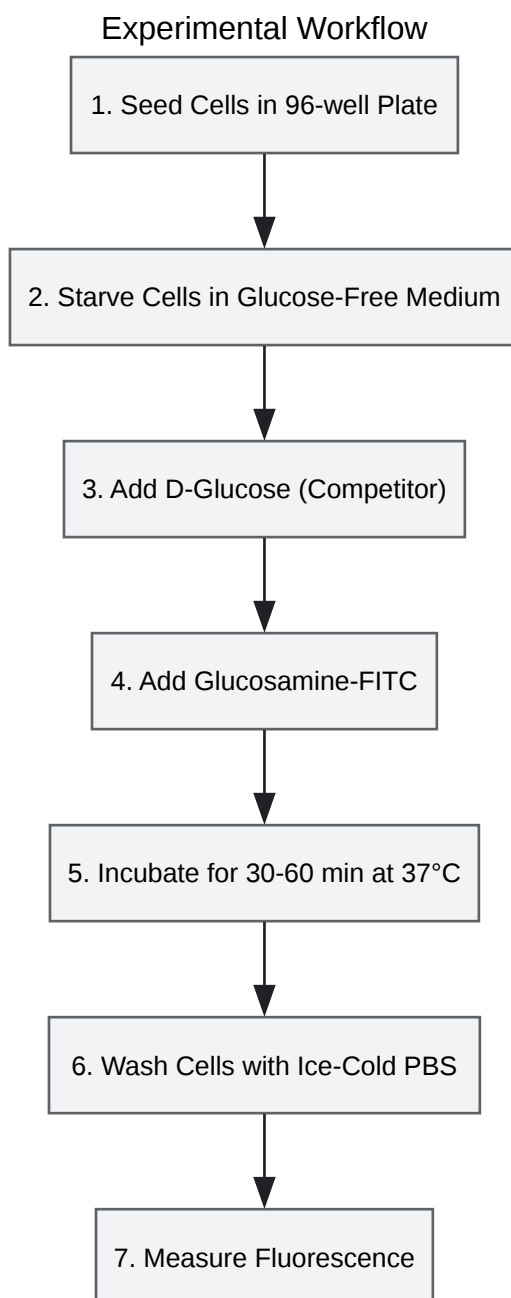 Experimental Workflow
1. Seed Cells in 96-well Plate
2. Starve Cells in Glucose-Free Medium
3. Add D-Glucose (Competitor)
4. Add Glucosamine-FITC
5. Incubate for 30-60 min at 37°C
6. Wash Cells with Ice-Cold PBS
7. Measure Fluorescence